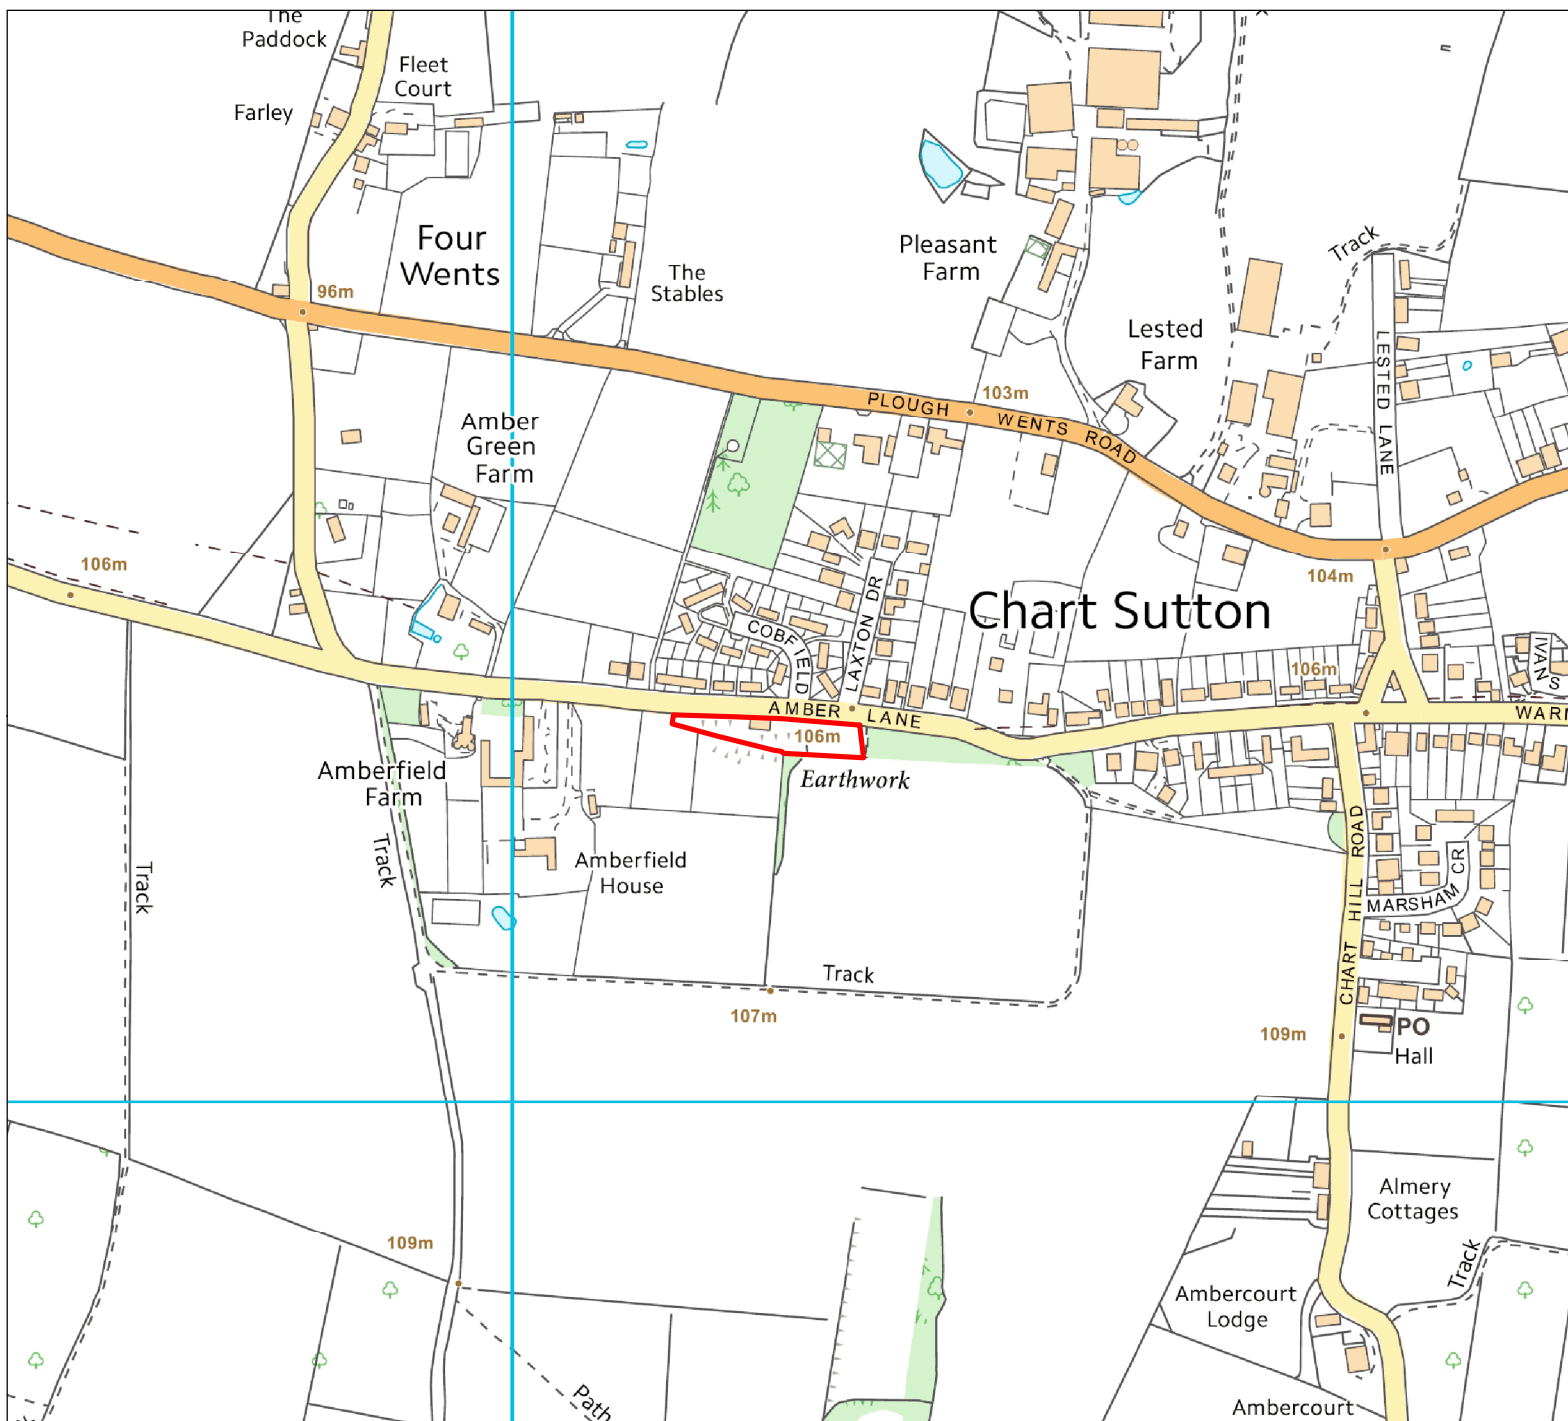 The
Paddock
Fleet
Court
Farley
Four
Wents
96m
The
Stables
Pleasant
Farm
Track
Lested
Farm
LESTED LANE
103m
PLOUGH WENTS ROAD
Amber
Green
Farm
106m
104m
LAXTON DR
COBFIELD
Chart Sutton
106m
IVANS
AMBER LANE
106m
WARM
Earthwork
Amberfield
Farm
Track
Track
Amberfield
House
CHART HILL ROAD
MARSHAM CR
Track
107m
109m
PO
Hall
109m
Almery
Cottages
Track
Ambercourt
Lodge
Path
Ambercourt